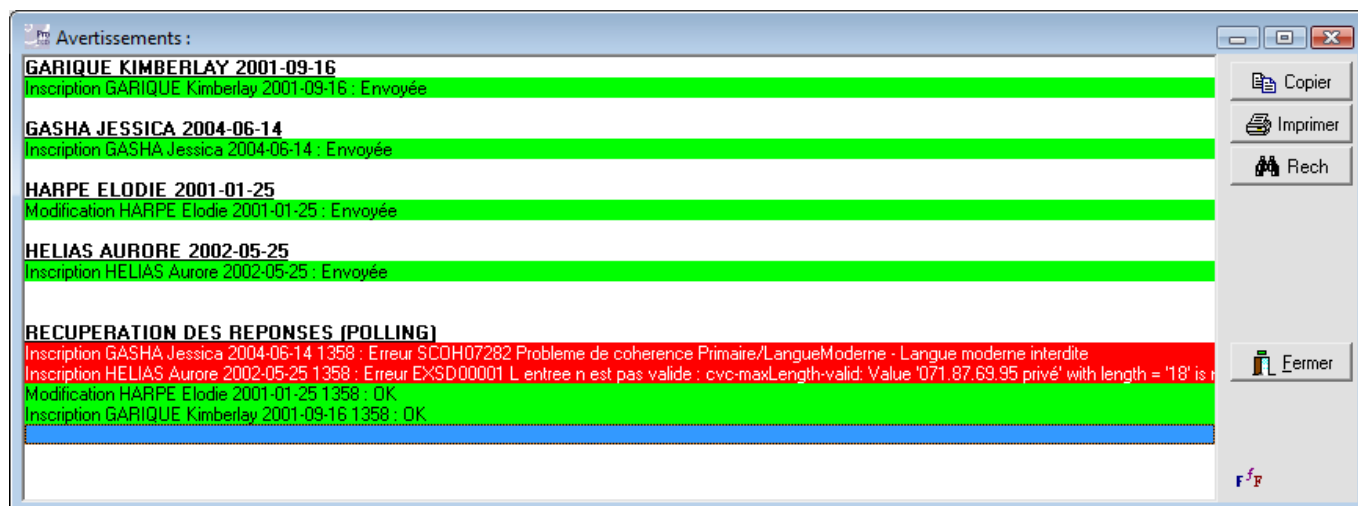 Pro
Avertissements :
GARIQUE KIMBERLAY 2001-09-16
Inscription GARIQUE Kimberlay 2001-09-16 : Envoyée
GASHA JESSICA 2004-06-14
Inscription GASHA Jessica 2004-06-14 : Envoyée
HARPE ELODIE 2001-01-25
Modification HARPE Elodie 2001-01-25 : Envoyée
HELIAS AURORE 2002-05-25
Inscription HELIAS Aurore 2002-05-25 : Envoyée
RECUPERATION DES REPONSES (POLLING)
Inscription GASHA Jessica 2004-06-14 1358 : Erreur SCOH07282 Probleme de coherence Primaire/LangueModerne - Langue moderne interdite
Inscription HELIAS Aurore 2002-05-25 1358 : Erreur EXSD00001 L entree n est pas valide : cvc-maxLength-valid: Value '071.87.69.95 privé' with length = '18' is
Modification HARPE Elodie 2001-01-25 1358 : OK
Inscription GARIQUE Kimberlay 2001-09-16 1358 : OK
Copier
Imprimer
Rech
Fermer
FfF